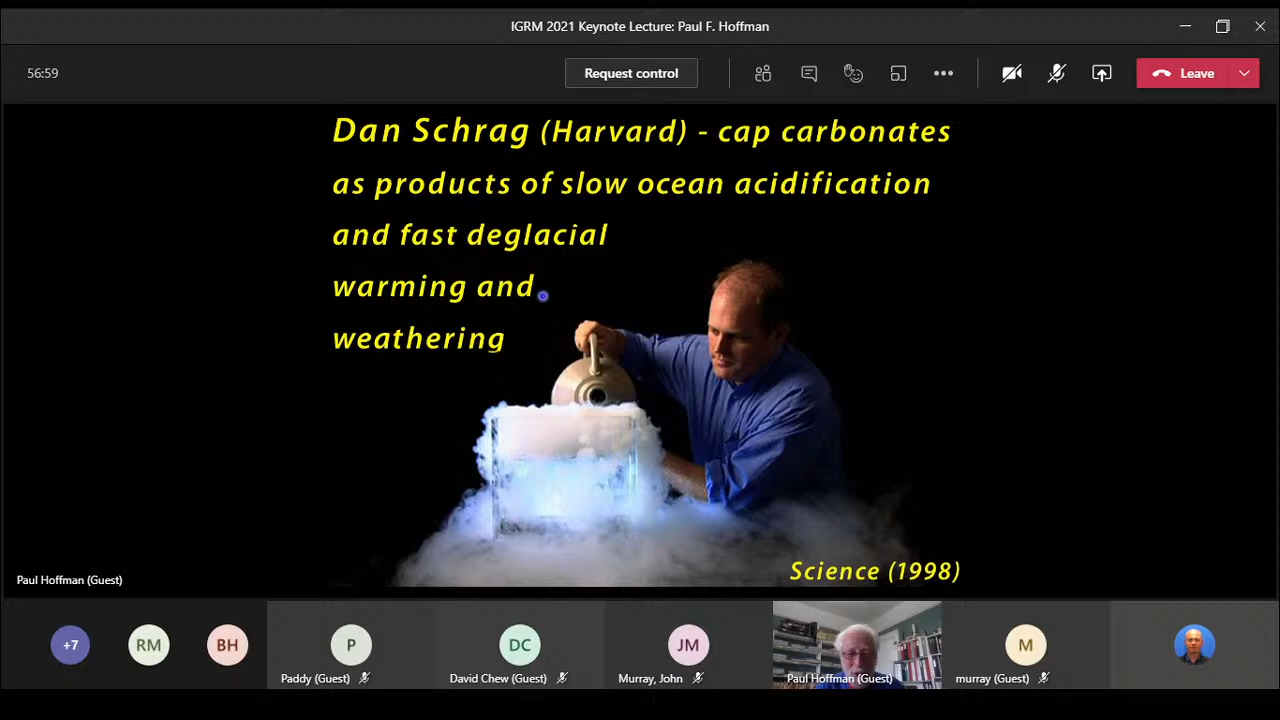 IGRM 2021 Keynote Lecture: Paul F. Hoffman
56:59
Request control
Leave
Dan Schrag (Harvard) - cap carbonates
as products of slow ocean acidification
and fast deglacial
warming and
weathering
Science (1998)
Paul Hoffman (Guest)
+7
RM
BH
P
DC
JM
M
Paddy (Guest)
David Chew (Guest)
Murray, John
Paul Hoffman (Guest)
murray (Guest)